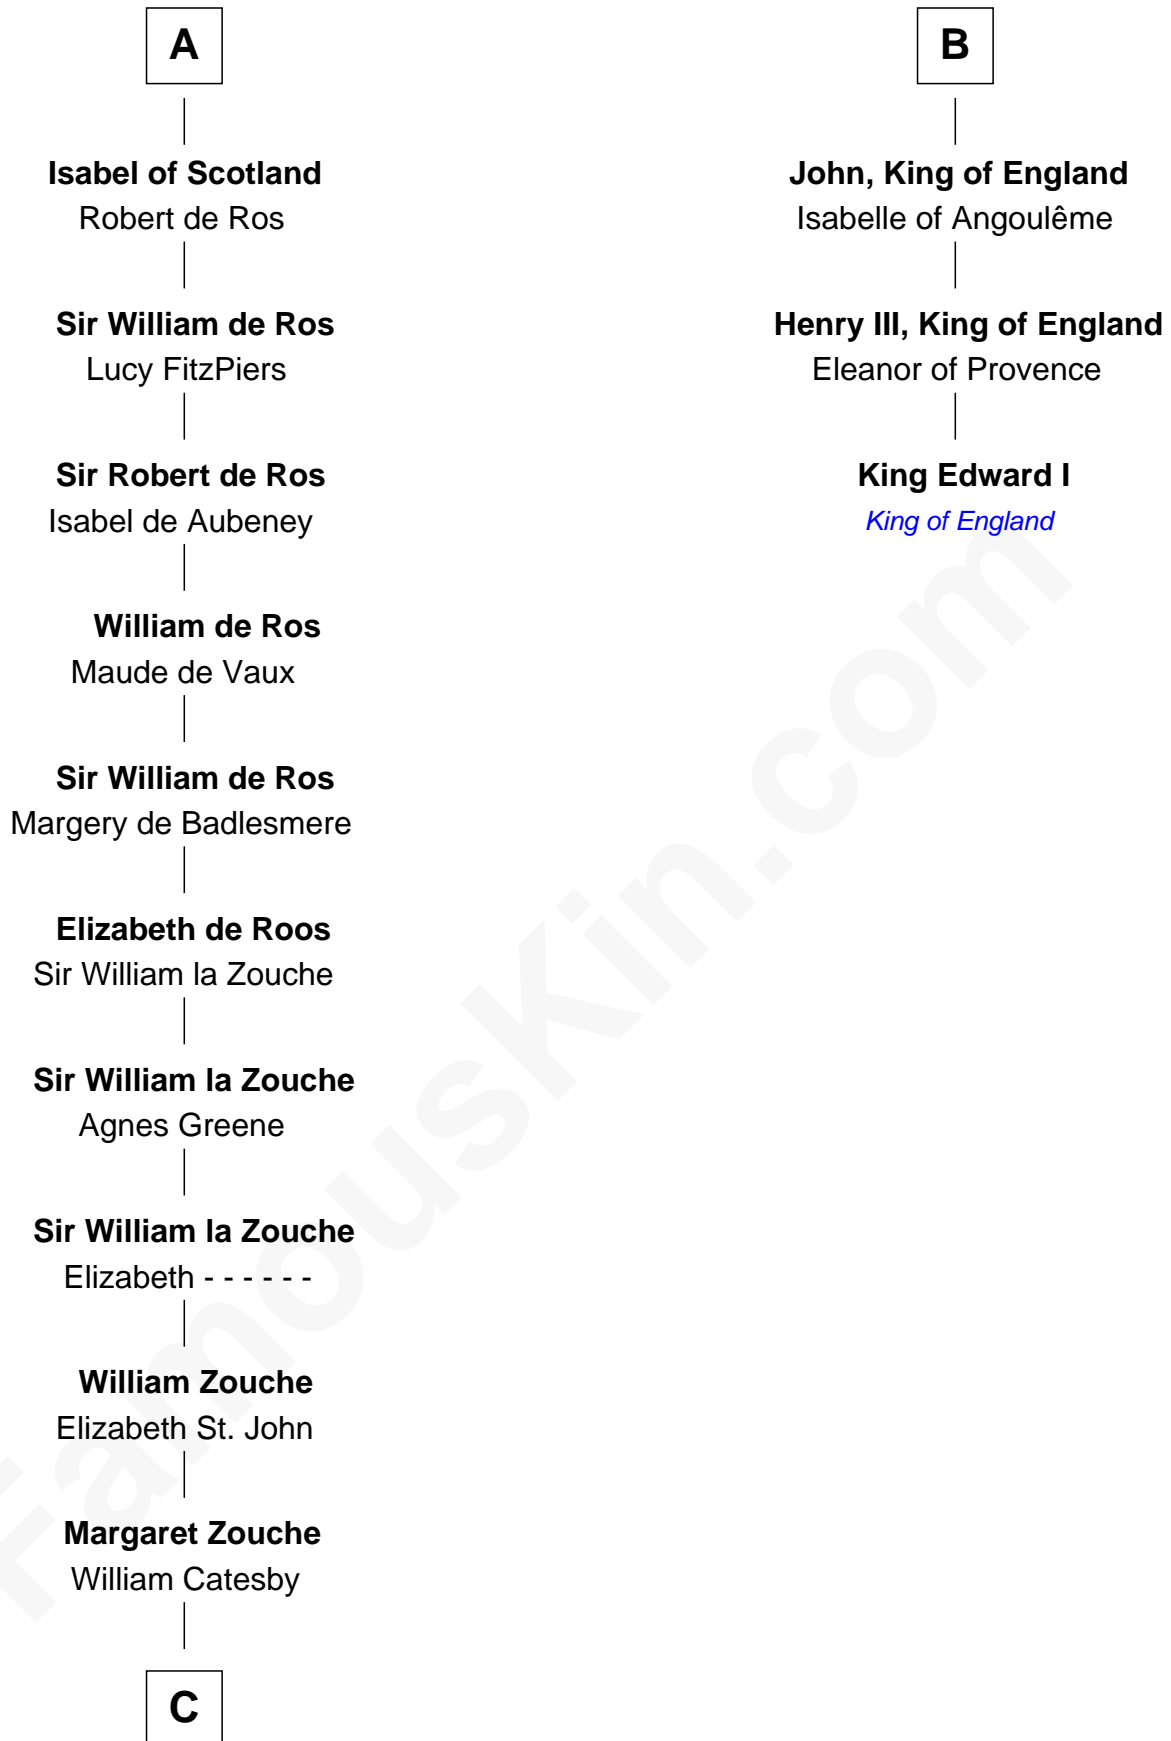 A
Isabel of Scotland
Robert de Ros
Sir William de Ros
Lucy FitzPiers
Sir Robert de Ros
Isabel de Aubeney
William de Ros
Maude de Vaux
Sir William de Ros
Margery de Badlesmere
Elizabeth de Roos
Sir William la Zouche
Sir William la Zouche
Agnes Greene
Sir William la Zouche
Elizabeth - - - - - -
William Zouche
Elizabeth St. John
Margaret Zouche
William Catesby
C
B
John, King of England
Isabelle of Angoulême
Henry III, King of England
Eleanor of Provence
King Edward I
King of England
FamousKin.com